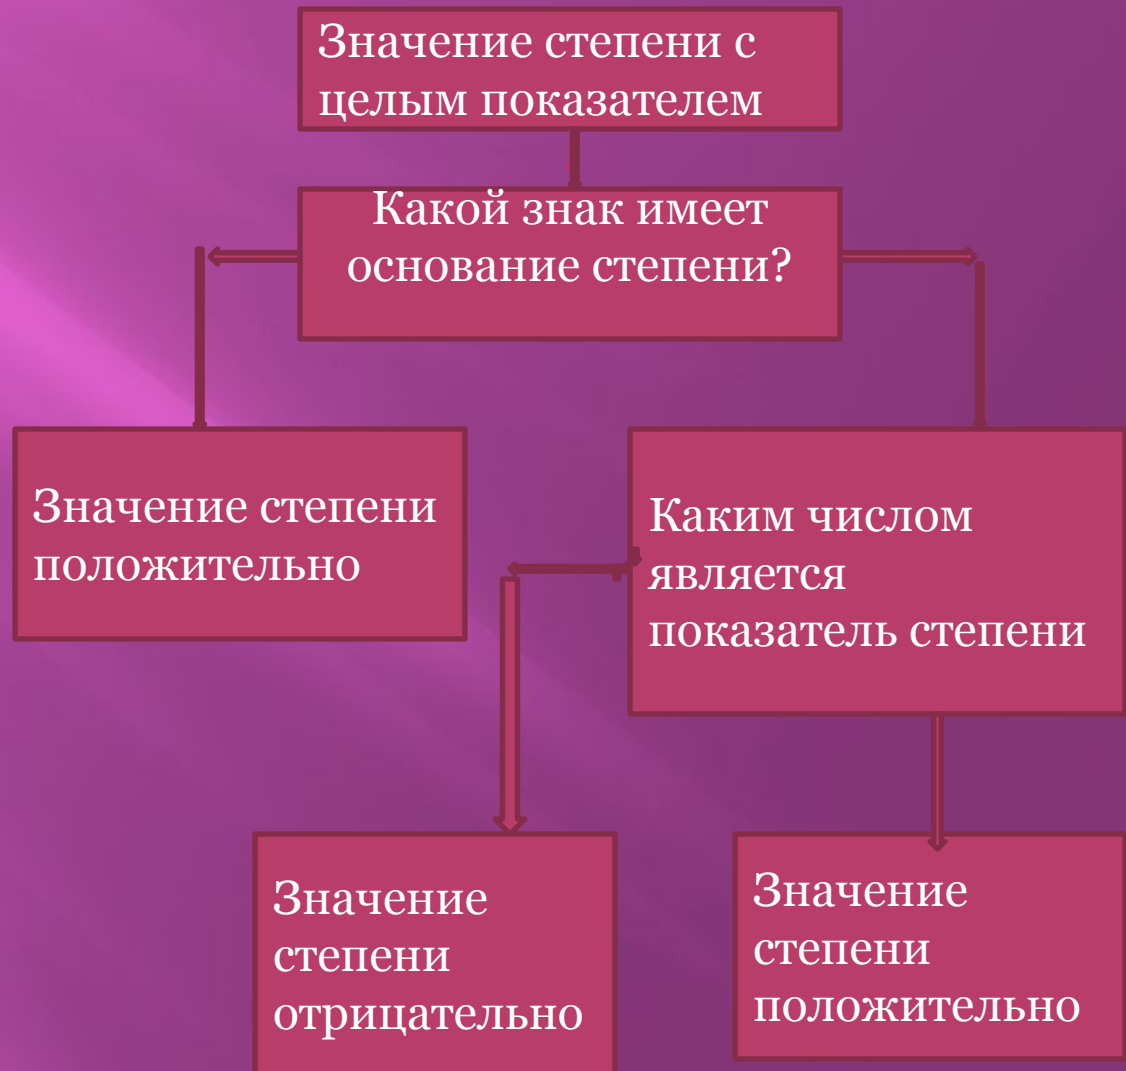 Значение степени с
целым показателем
Какой знак имеет
основание степени?
Значение степени
положительно
Каким числом
является
показатель степени
Значение
степени
отрицательно
Значение
степени
положительно